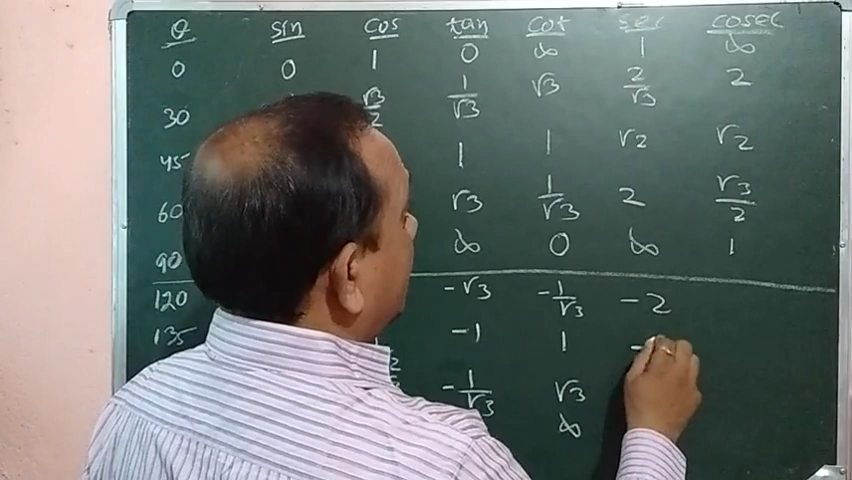 θ sin cos tan cot sec cosec
0 0 1 0 ∞ 1 ∞
30 √3/2 1/√3 √3 2/√3 2
45 1 1 √2 √2
60 √3 1/√3 2 √3/2
90 ∞ 0 ∞ 1
120 -√3 -1/√3 -2
135 -1 1 -
-1/√3 √3
∞